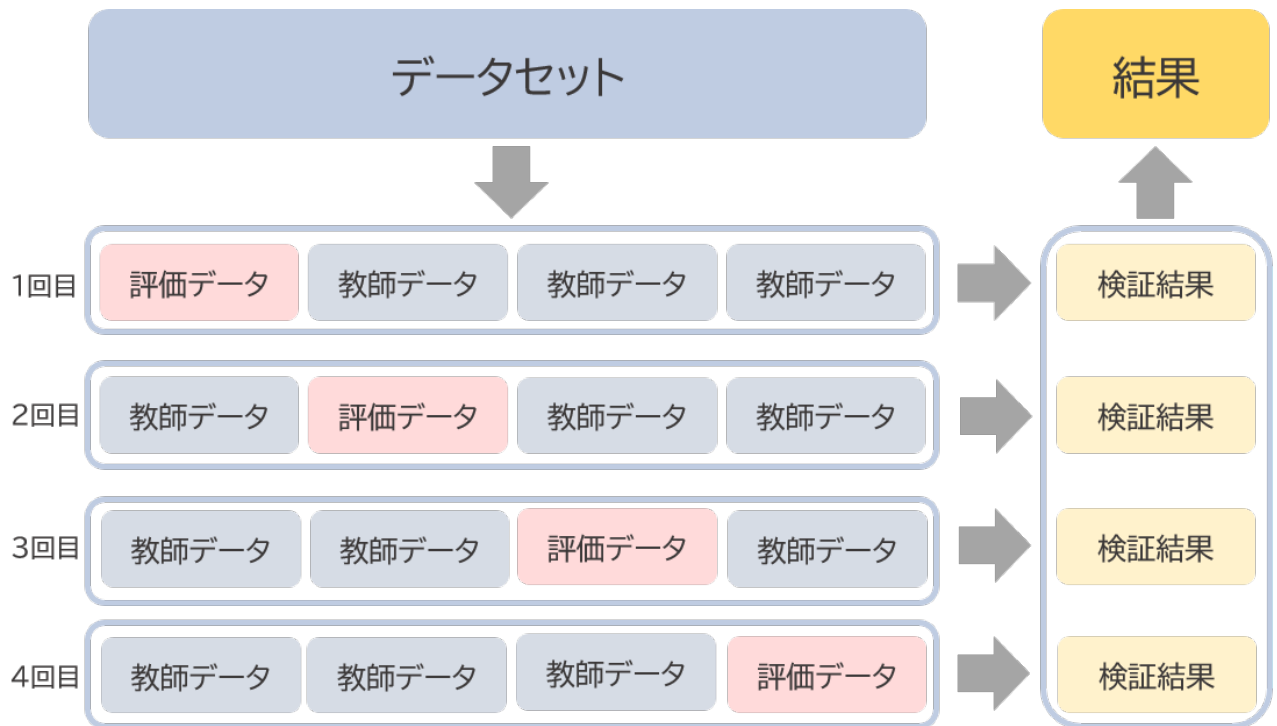 データセット
結果
1回目 評価データ 教師データ 教師データ 教師データ 検証結果
2回目 教師データ 評価データ 教師データ 教師データ 検証結果
3回目 教師データ 教師データ 評価データ 教師データ 検証結果
4回目 教師データ 教師データ 教師データ 評価データ 検証結果